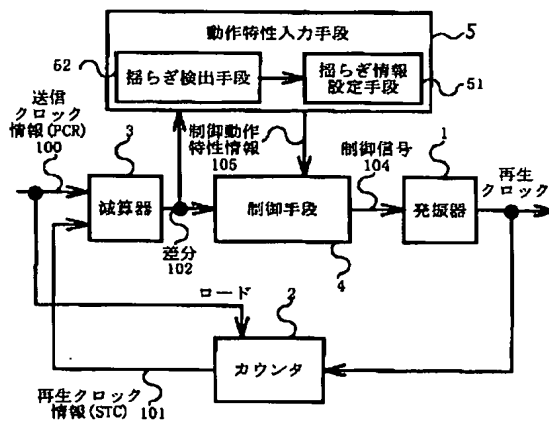 動作特性入力手段
5
52
揺らぎ検出手段
揺らぎ情報
設定手段
51
送信
クロック
情報(PCR)
100
3
減算器
差分
102
制御動作
特性情報
105
制御手段
4
制御信号
104
1
発振器
再生
クロック
ロード
2
カウンタ
再生クロック
情報(STC)
101